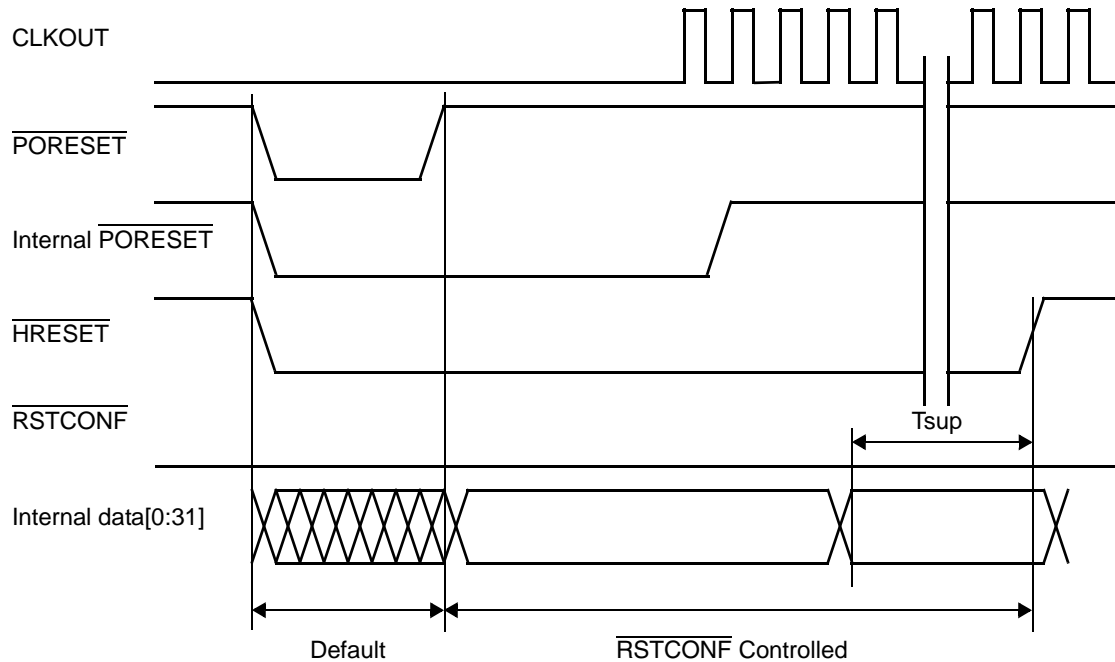 CLKOUT
PORESET
Internal PORESET
HRESET
RSTCONF
Tsup
Internal data[0:31]
Default
RSTCONF Controlled